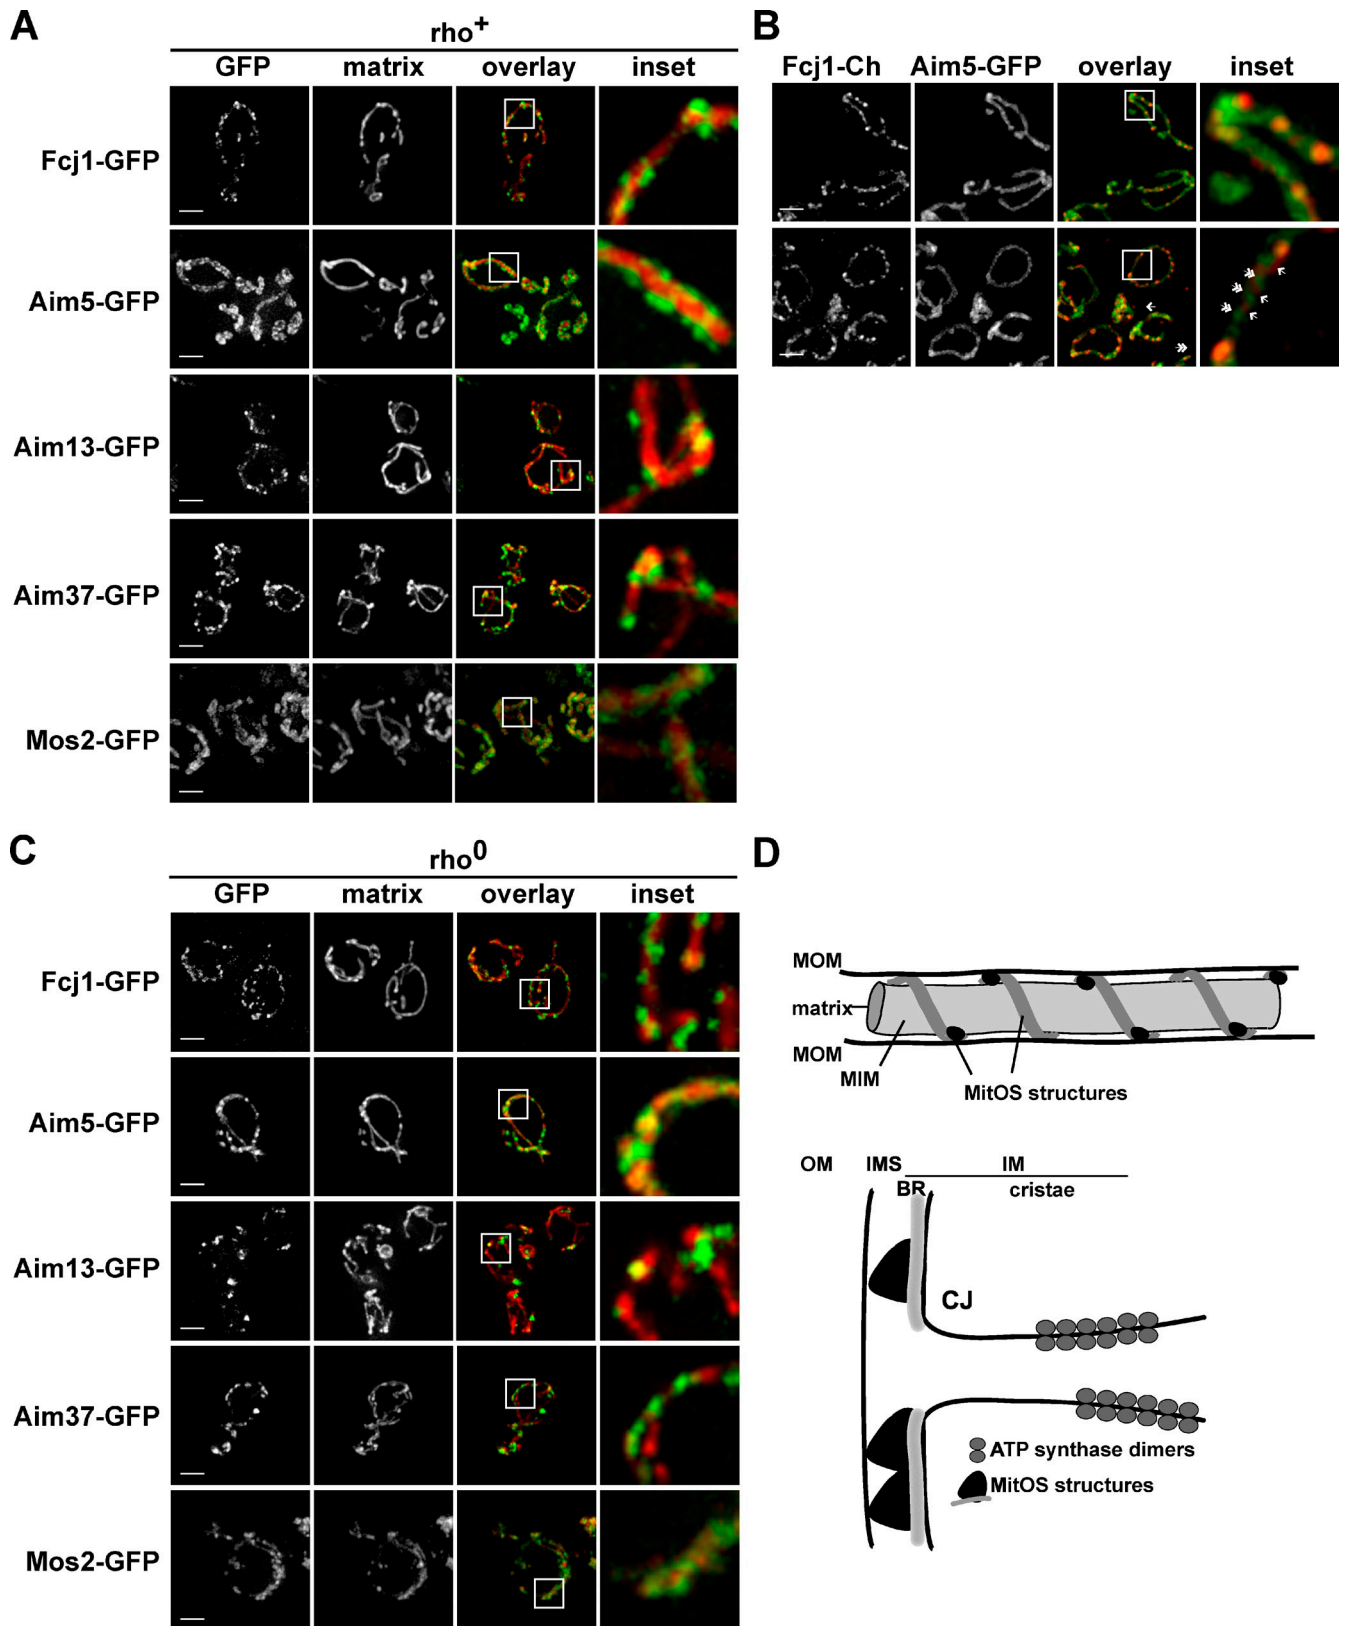 A
rho+
GFP matrix overlay inset
Fcj1-GFP
Aim5-GFP
Aim13-GFP
Aim37-GFP
Mos2-GFP
B
Fcj1-Ch Aim5-GFP overlay inset
C
rho0
GFP matrix overlay inset
Fcj1-GFP
Aim5-GFP
Aim13-GFP
Aim37-GFP
Mos2-GFP
D
MOM
matrix
MOM
MIM
MitOS structures
OM IMS IM
BR cristae
CJ
ATP synthase dimers
MitOS structures